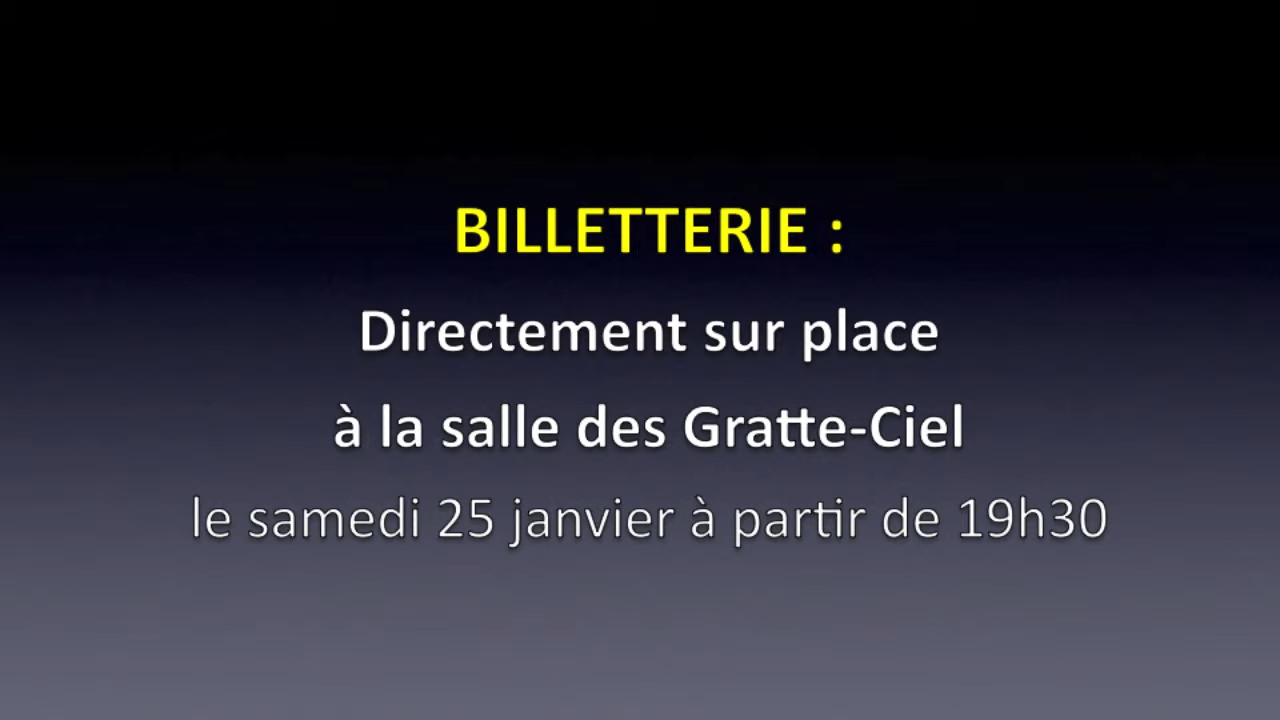 BILLETTERIE :
Directement sur place
à la salle des Gratte-Ciel
le samedi 25 janvier à partir de 19h30